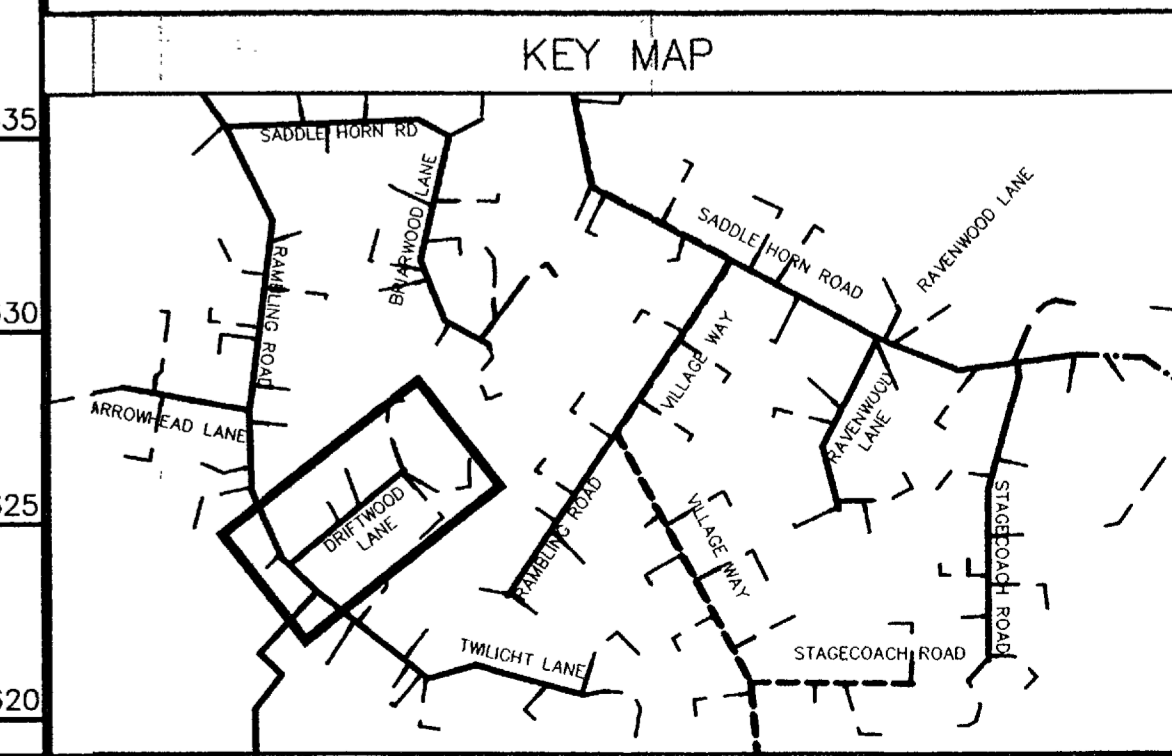 KEY MAP
SADDLE HORN RD
BRIARWOOD LANE
RAMBLING ROAD
ARROWHEAD LANE
DRIFTWOOD
LANE
SADDLE HORN ROAD
RAVENWOOD LANE
VILLAGE WAY
RAVENWOOD
LANE
RAMBLING ROAD
VILLAGE WAY
STAGECOACH ROAD
STAGECOACH ROAD
TWILIGHT LANE
35
30
25
20